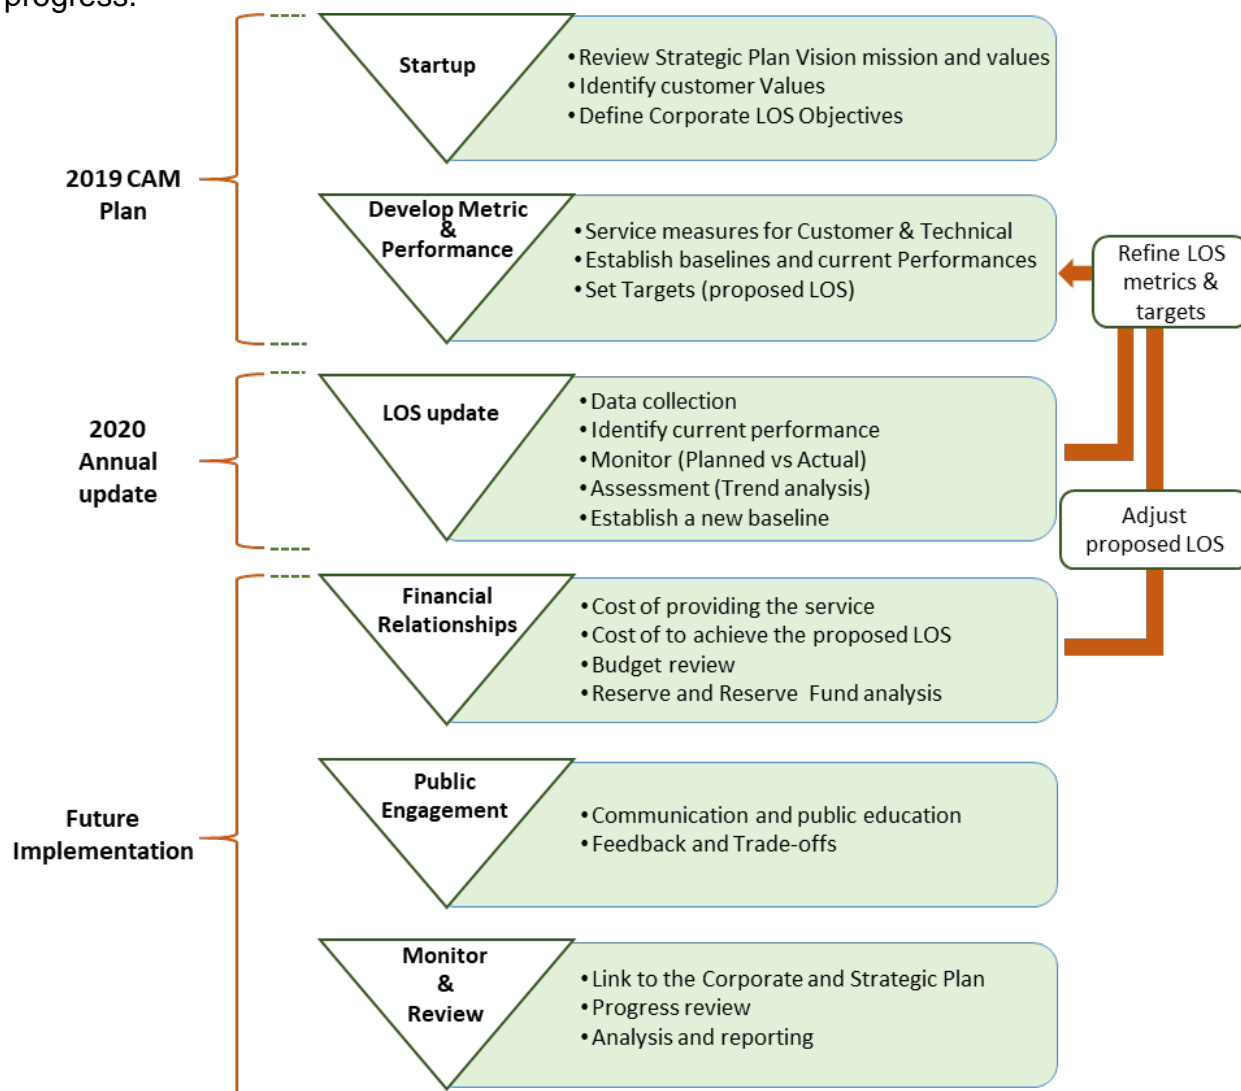 progress.
Startup
• Review Strategic Plan Vision mission and values
• Identify customer Values
• Define Corporate LOS Objectives
2019 CAM
Plan
Develop Metric
&
Performance
• Service measures for Customer & Technical
• Establish baselines and current Performances
• Set Targets (proposed LOS)
Refine LOS
metrics &
targets
2020
Annual
update
LOS update
• Data collection
• Identify current performance
• Monitor (Planned vs Actual)
• Assessment (Trend analysis)
• Establish a new baseline
Adjust
proposed LOS
Financial
Relationships
• Cost of providing the service
• Cost of to achieve the proposed LOS
• Budget review
• Reserve and Reserve Fund analysis
Future
Implementation
Public
Engagement
• Communication and public education
• Feedback and Trade-offs
Monitor
&
Review
• Link to the Corporate and Strategic Plan
• Progress review
• Analysis and reporting